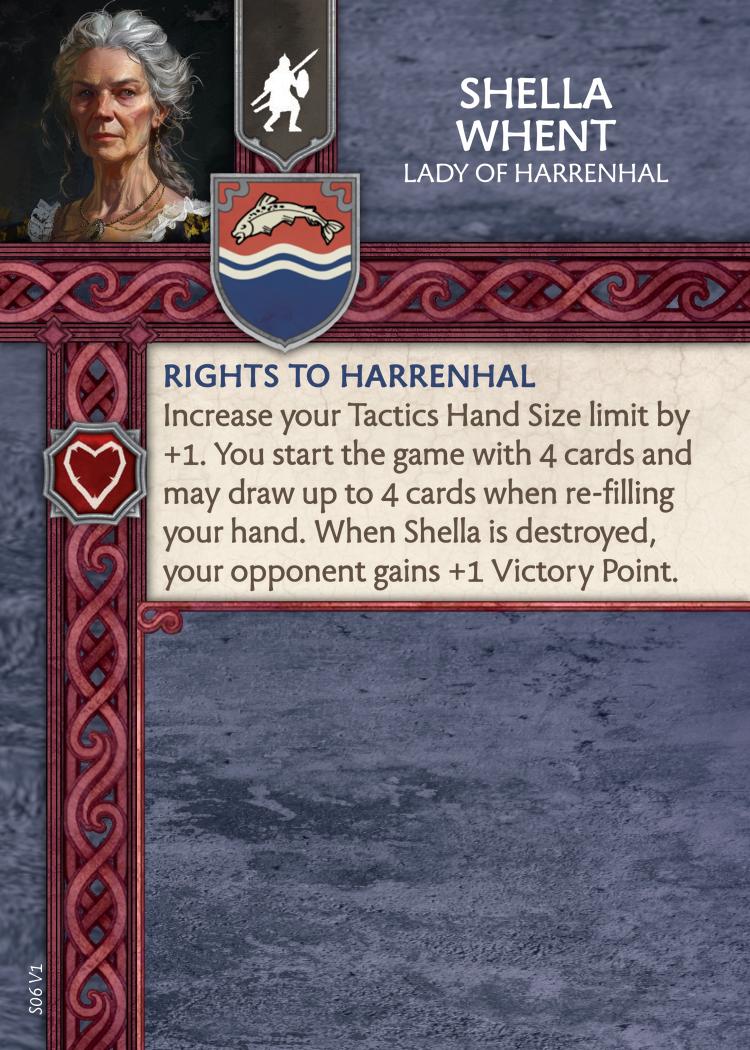 SHELLA
WHENT
LADY OF HARRENHAL
RIGHTS TO HARRENHAL
Increase your Tactics Hand Size limit by
+1. You start the game with 4 cards and
may draw up to 4 cards when re-filling
your hand. When Shella is destroyed,
your opponent gains +1 Victory Point.
S06 V1